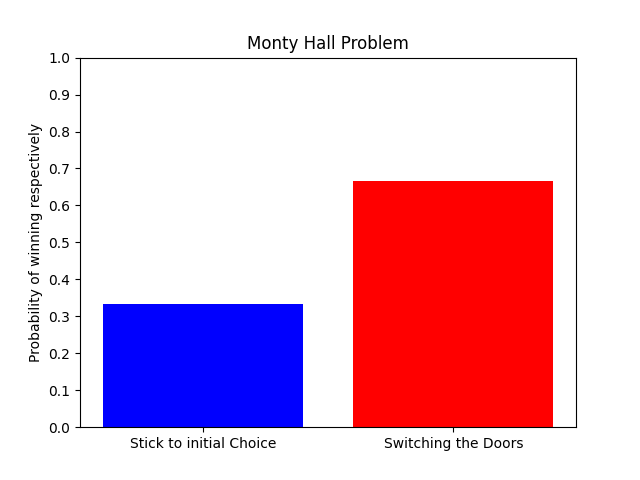 Monty Hall Problem
Probability of winning respectively
1.0
0.9
0.8
0.7
0.6
0.5
0.4
0.3
0.2
0.1
0.0
Stick to initial Choice
Switching the Doors